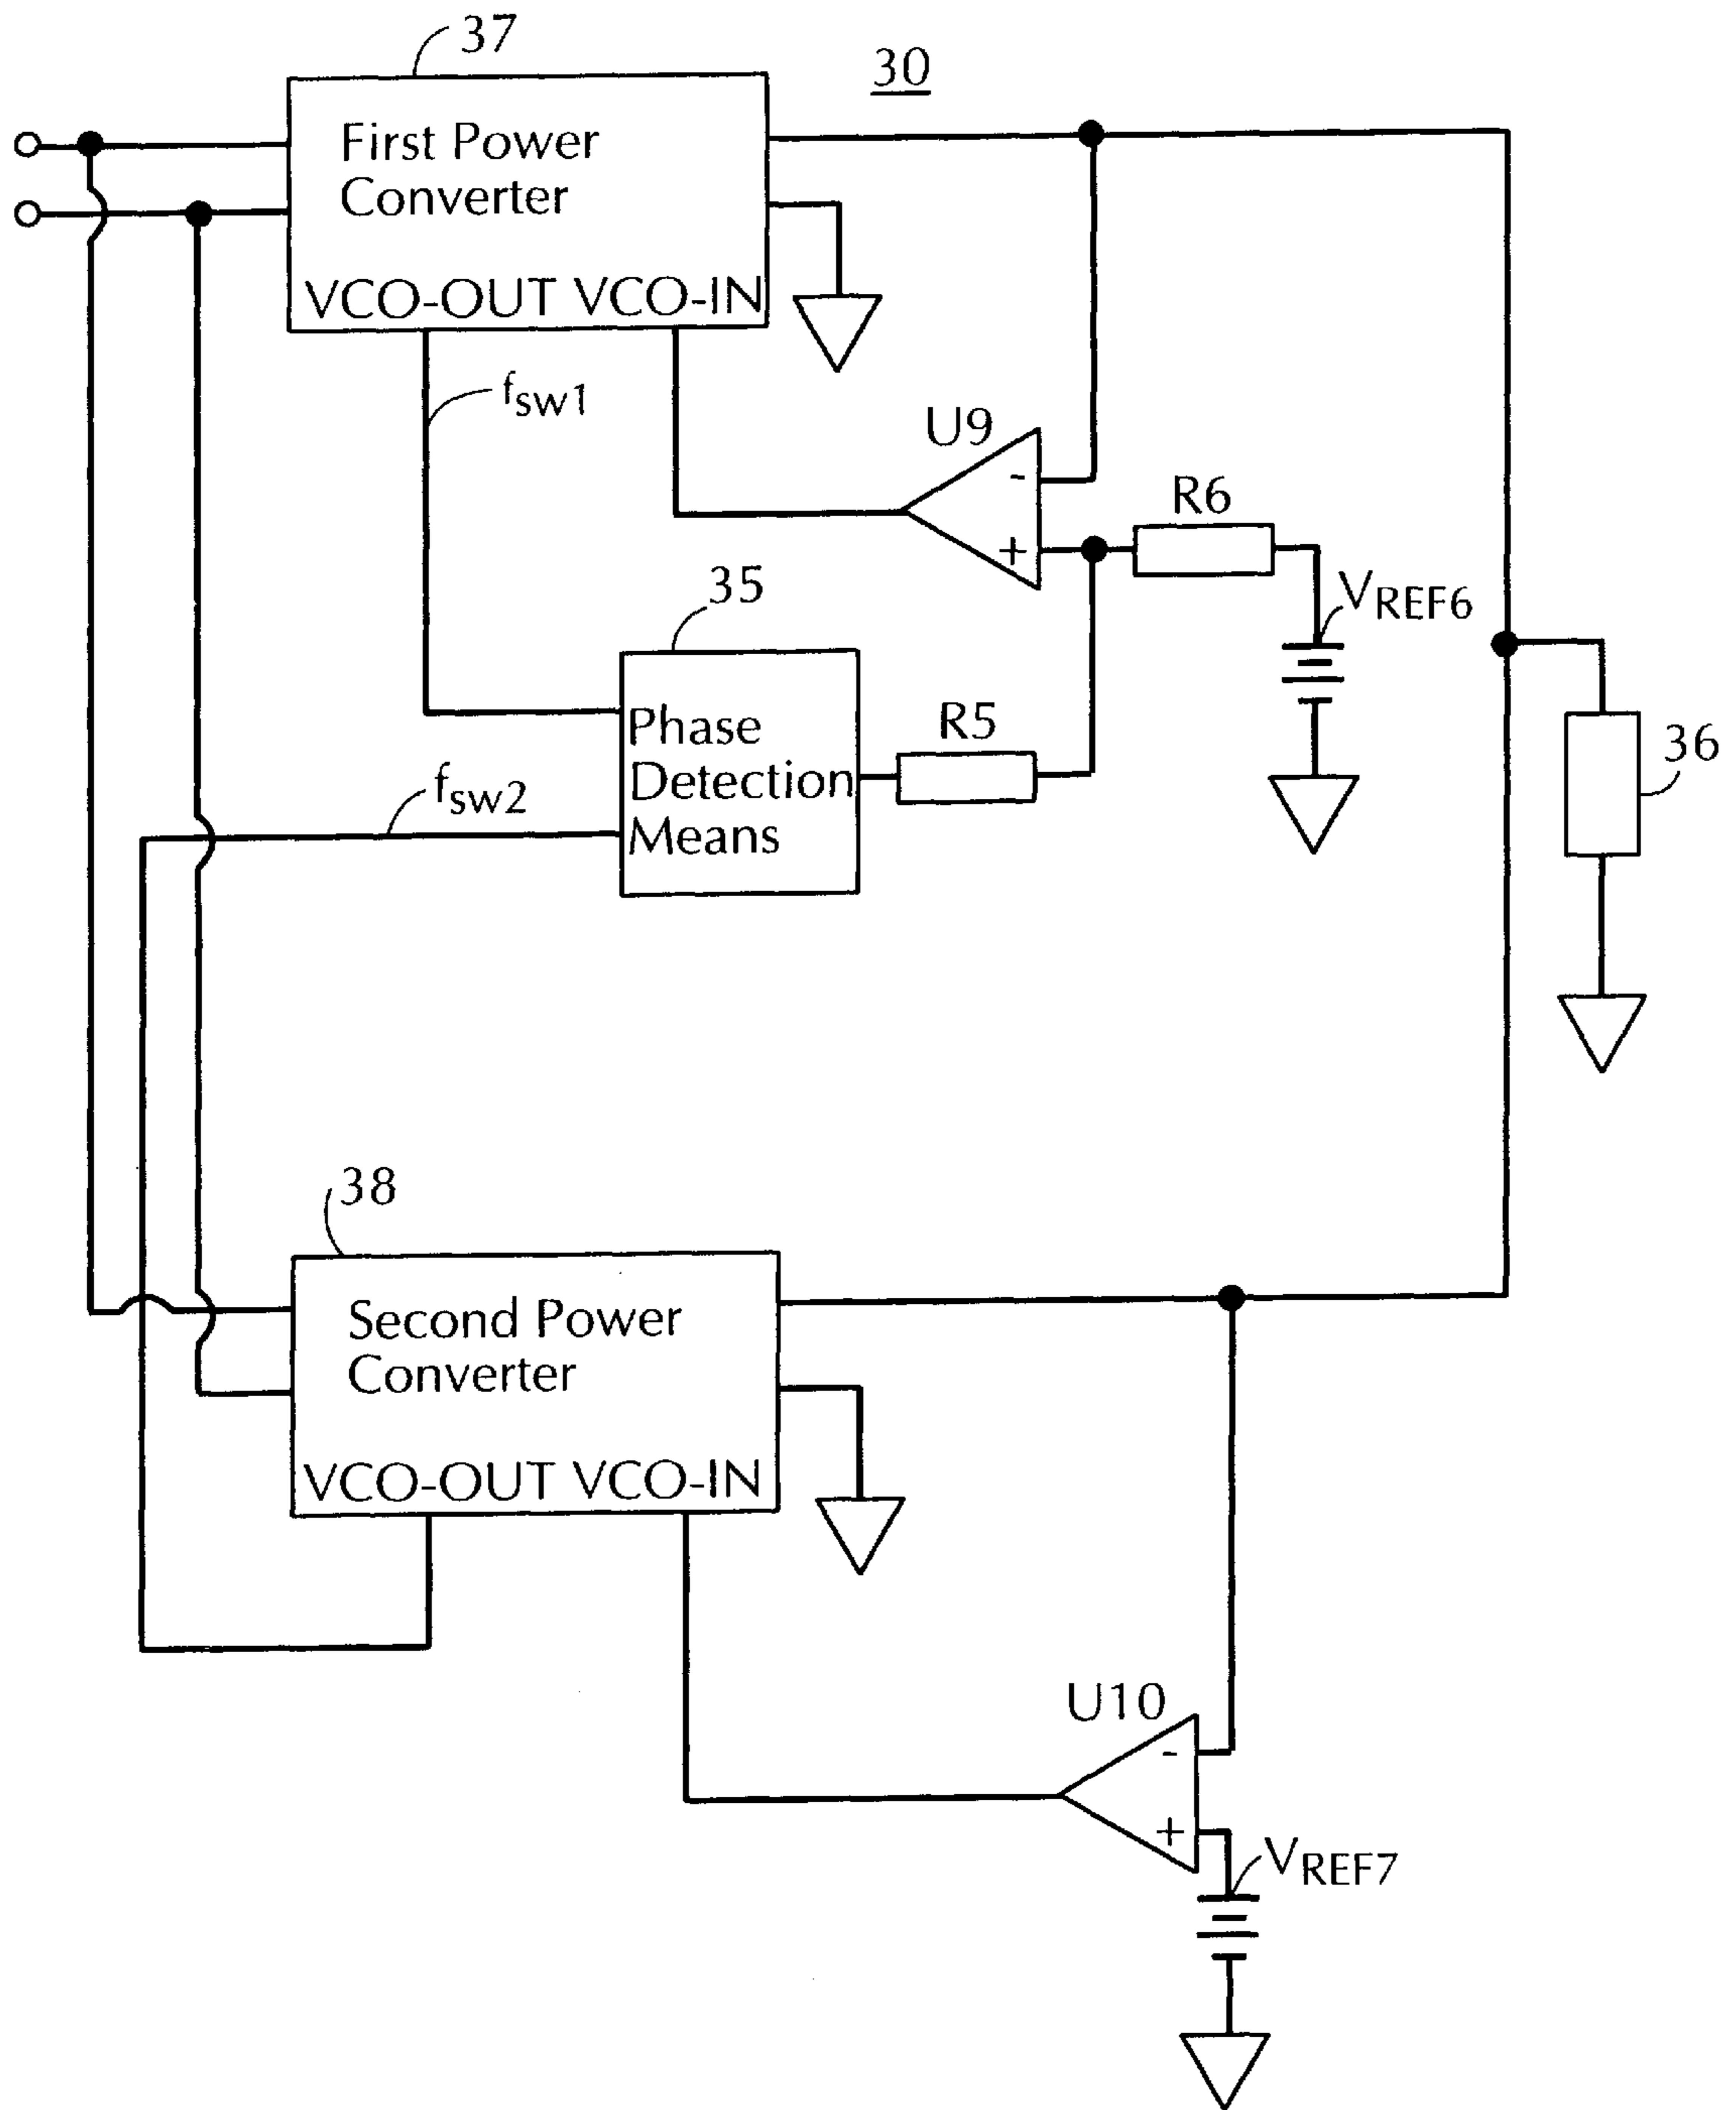 37
30
First Power
Converter
VCO-OUT VCO-IN
fsw1
U9
-
+
R6
VREF6
35
Phase
Detection
Means
R5
36
fsw2
38
Second Power
Converter
VCO-OUT VCO-IN
U10
-
+
VREF7